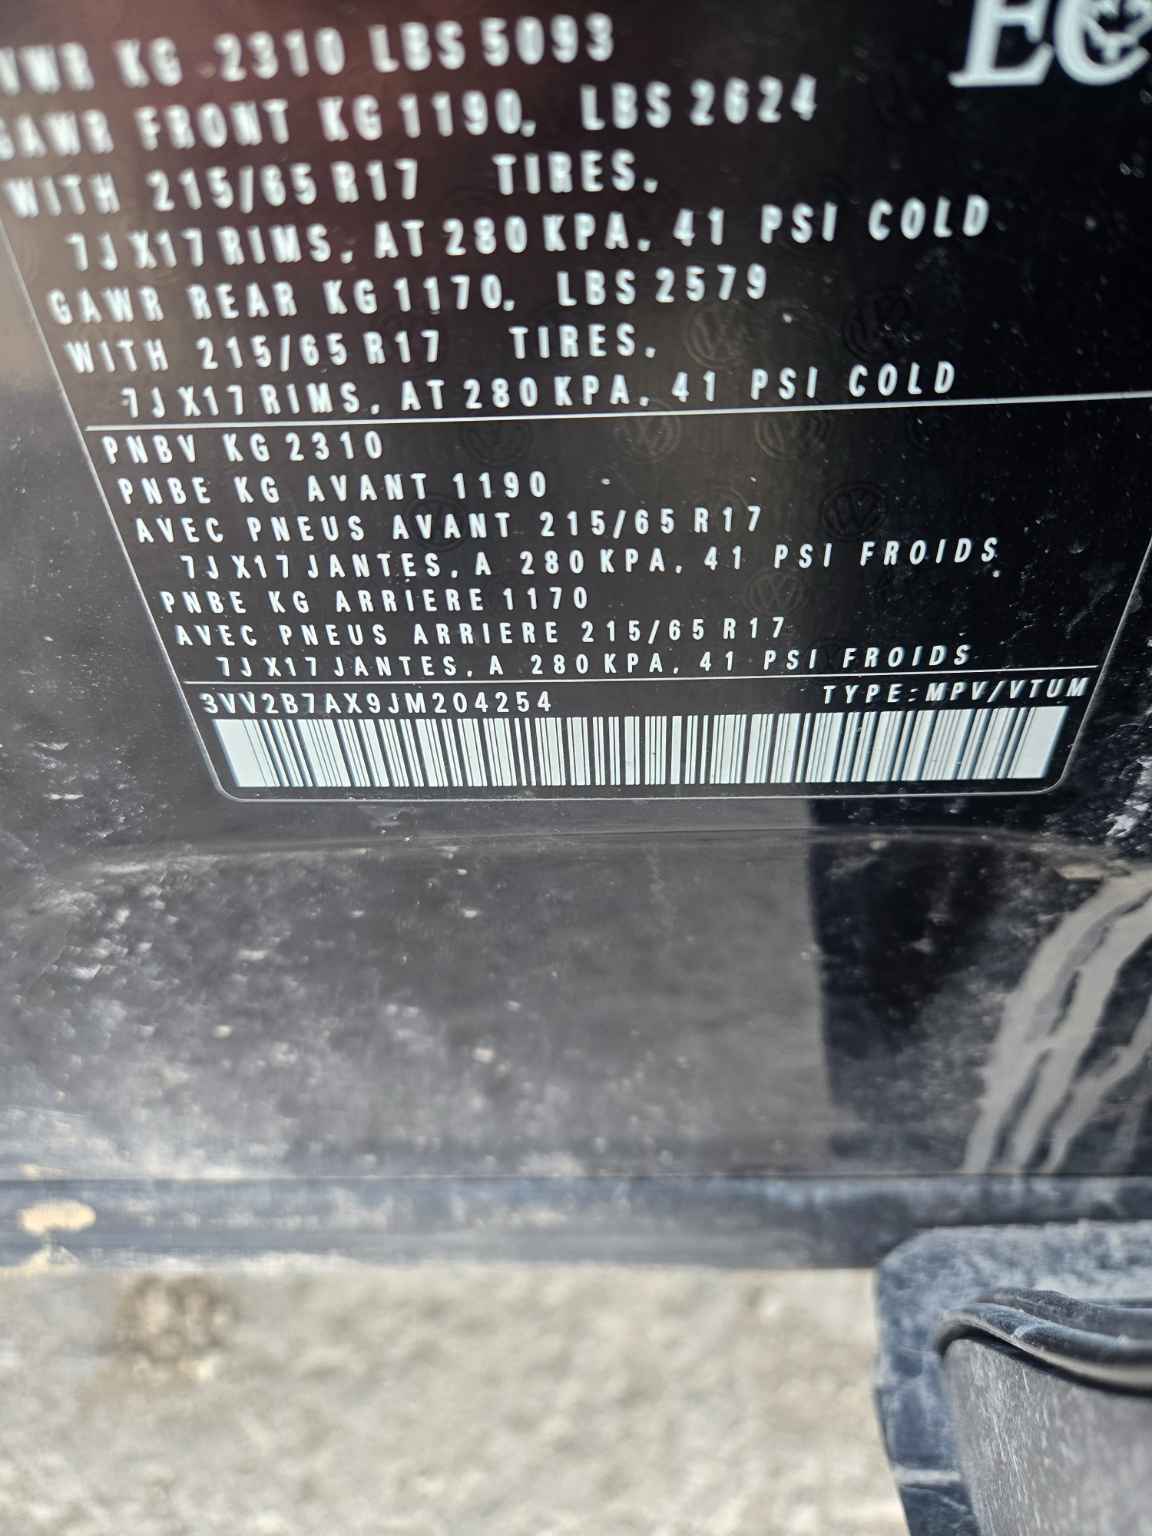 EC
VWR KG 2310 LBS 5093
GAWR FRONT KG 1190, LBS 2624
WITH 215/65 R17 TIRES,
7J X17 RIMS, AT 280 KPA, 41 PSI COLD
GAWR REAR KG 1170, LBS 2579
WITH 215/65 R17 TIRES,
7J X17 RIMS, AT 280 KPA, 41 PSI COLD
PNBV KG 2310
PNBE KG AVANT 1190
AVEC PNEUS AVANT 215/65 R17
7J X17 JANTES, A 280 KPA, 41 PSI FROIDS
PNBE KG ARRIERE 1170
AVEC PNEUS ARRIERE 215/65 R17
7J X17 JANTES, A 280 KPA, 41 PSI FROIDS
3VV2B7AX9JM204254 TYPE:MPV/VTUM